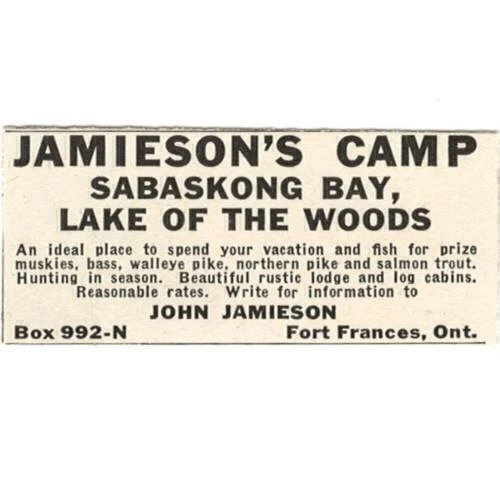 JAMIESON'S CAMP
SABASKONG BAY,
LAKE OF THE WOODS
An ideal place to spend your vacation and fish for prize
muskies, bass, walleye pike, northern pike and salmon trout.
Hunting in season. Beautiful rustic lodge and log cabins.
Reasonable rates. Write for information to
JOHN JAMIESON
Box 992-N Fort Frances, Ont.